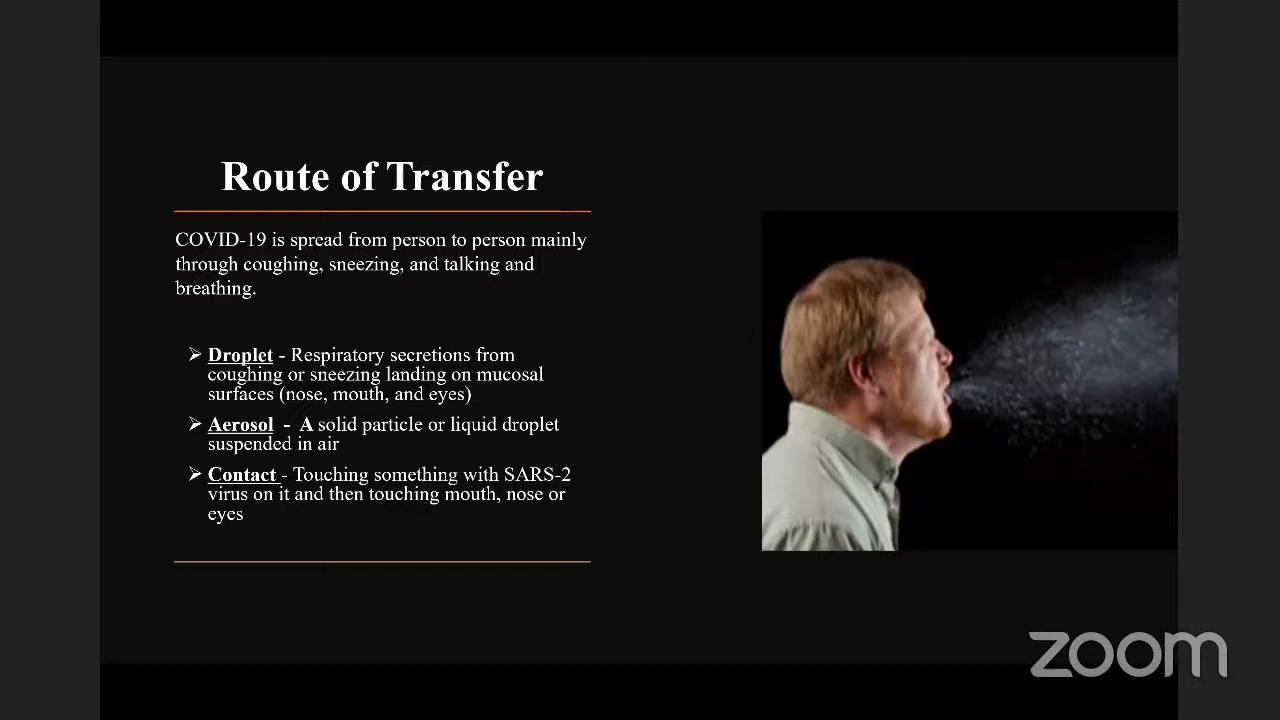 Route of Transfer
COVID-19 is spread from person to person mainly
through coughing, sneezing, and talking and
breathing.
➢ Droplet - Respiratory secretions from
coughing or sneezing landing on mucosal
surfaces (nose, mouth, and eyes)
➢ Aerosol - A solid particle or liquid droplet
suspended in air
➢ Contact - Touching something with SARS-2
virus on it and then touching mouth, nose or
eyes
zoom